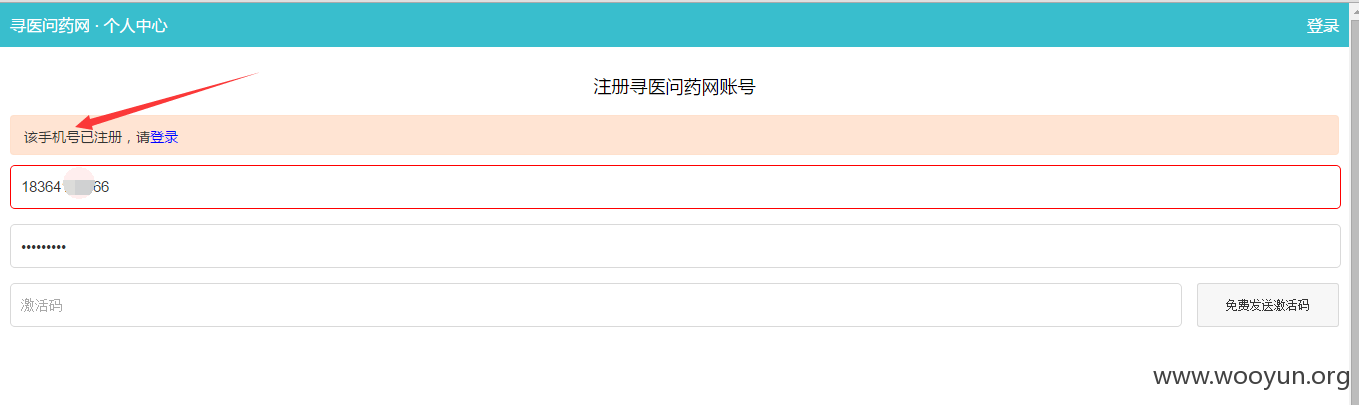 寻医问药网 · 个人中心
登录
注册寻医问药网账号
该手机号已注册，请登录
18364 66
•••••••••
激活码
免费发送激活码
www.wooyun.org